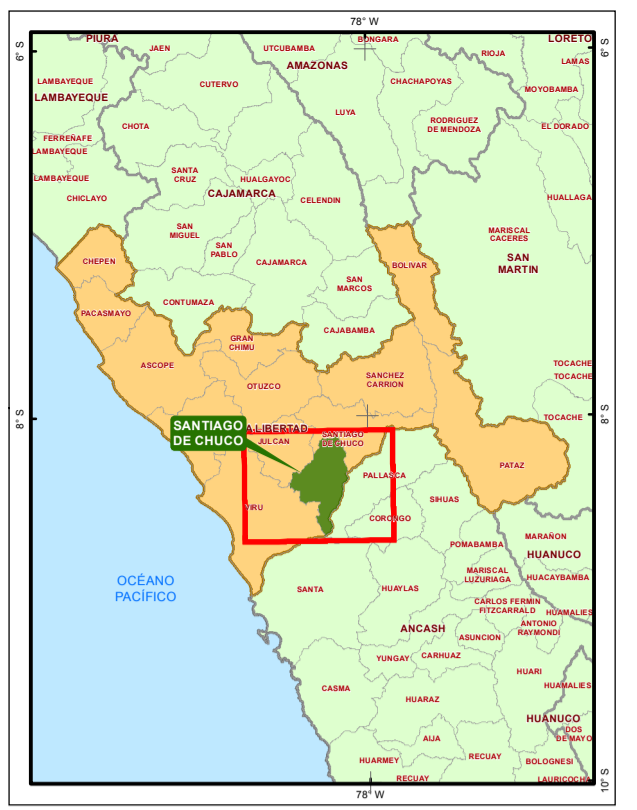 78° W
6° S
6° S
PIURA
JAEN
UTCUBAMBA
BONGARA
LORETO
RIOJA
LAMAS
AMAZONAS
LAMBAYEQUE
CUTERVO
CHACHAPOYAS
MOYOBAMBA
LAMBAYEQUE
CHOTA
LUYA
RODRIGUEZ
DE MENDOZA
EL DORADO
FERREÑAFE
LAMBAYEQUE
LAMBAYEQUE
SANTA
CRUZ
HUALGAYOC
CAJAMARCA
CELENDIN
CHICLAYO
HUALLAGA
SAN
MIGUEL
SAN
PABLO
MARISCAL
CACERES
SAN
MARTIN
CHEPEN
CAJAMARCA
BOLIVAR
SAN
MARCOS
CONTUMAZA
PACASMAYO
CAJABAMBA
GRAN
CHIMU
ASCOPE
OTUZCO
SANCHEZ
CARRION
TOCACHE
TOCACHE
TOCACHE
8° S
8° S
SANTIAGO
DE CHUCO
A LIBERTAD
JULCAN
SANTIAGO
DE CHUCO
PATAZ
PALLASCA
SIHUAS
VIRU
CORONGO
MARAÑON
POMABAMBA
HUANUCO
MARISCAL
LUZURIAGA
HUACAYBAMBA
OCÉANO
PACÍFICO
SANTA
HUAYLAS
CARLOS FERMIN
FITZCARRALD
HUAMALIES
ANTONIO
RAYMONDI
ANCASH
ASUNCION
YUNGAY
CARHUAZ
HUARI
CASMA
HUAMALIES
HUARAZ
HUANUCO
DOS
DE MAYO
AIJA
HUARMEY
RECUAY
BOLOGNESI
RECUAY
LAURICOCHA
10° S
78° W